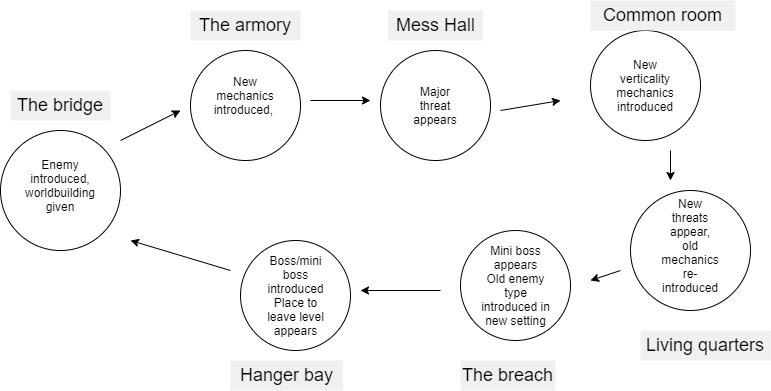 The bridge
Enemy
introduced,
worldbuilding
given
The armory
New
mechanics
introduced,
Mess Hall
Major
threat
appears
Common room
New
verticality
mechanics
introduced
New
threats
appear,
old
mechanics
re-
introduced
Living quarters
Mini boss
appears
Old enemy
type
introduced in
new setting
The breach
Boss/mini
boss
introduced
Place to
leave level
appears
Hanger bay